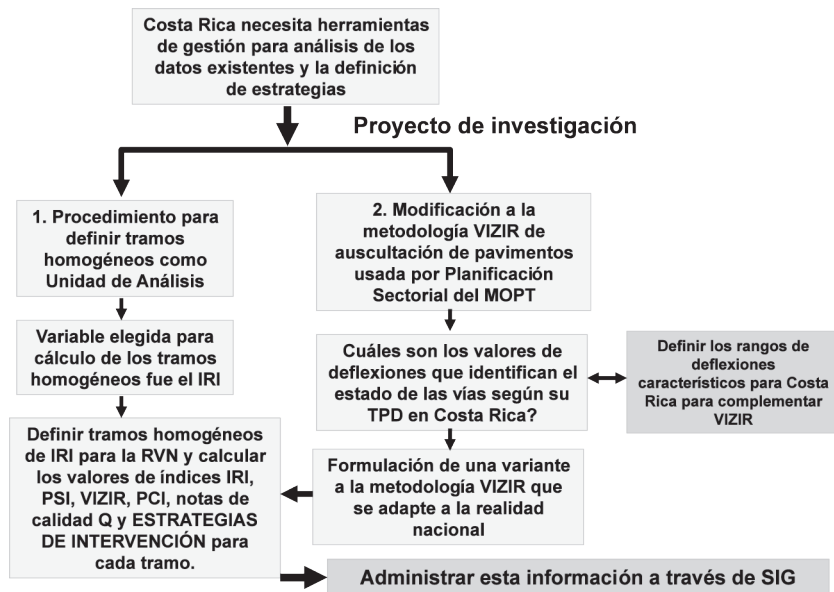 Costa Rica necesita herramientas
de gestión para análisis de los
datos existentes y la definición
de estrategias
Proyecto de investigación
1. Procedimiento para
definir tramos
homogéneos como
Unidad de Análisis
Variable elegida para
cálculo de los tramos
homogéneos fue el IRI
Definir tramos homogéneos
de IRI para la RVN y calcular
los valores de índices IRI,
PSI, VIZIR, PCI, notas de
calidad Q y ESTRATEGIAS
DE INTERVENCIÓN para
cada tramo.
2. Modificación a la
metodología VIZIR de
auscultación de pavimentos
usada por Planificación
Sectorial del MOPT
Cuáles son los valores de
deflexiones que identifican el
estado de las vías según su
TPD en Costa Rica?
Definir los rangos de
deflexiones
característicos para Costa
Rica para complementar
VIZIR
Formulación de una variante
a la metodología VIZIR que
se adapte a la realidad
nacional
Administrar esta información a través de SIG